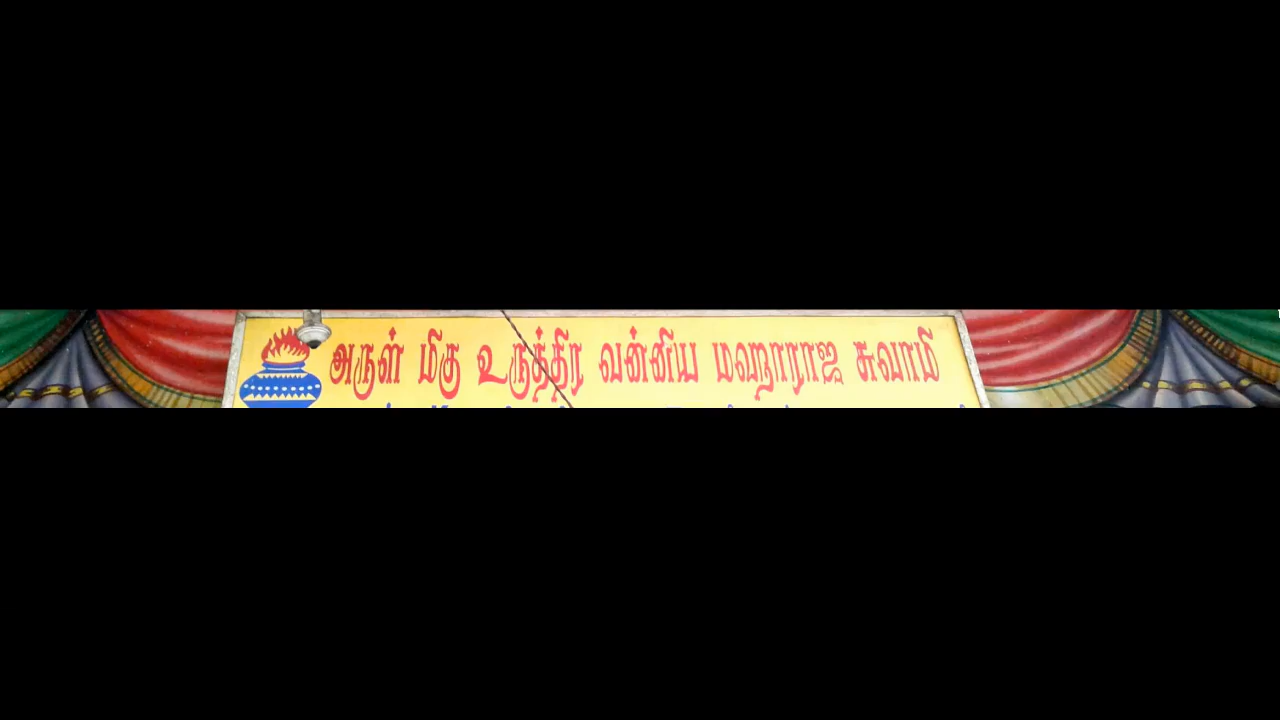 அருள் மிகு உருத்திர வன்னிய மஹாராஜ சுவாமி